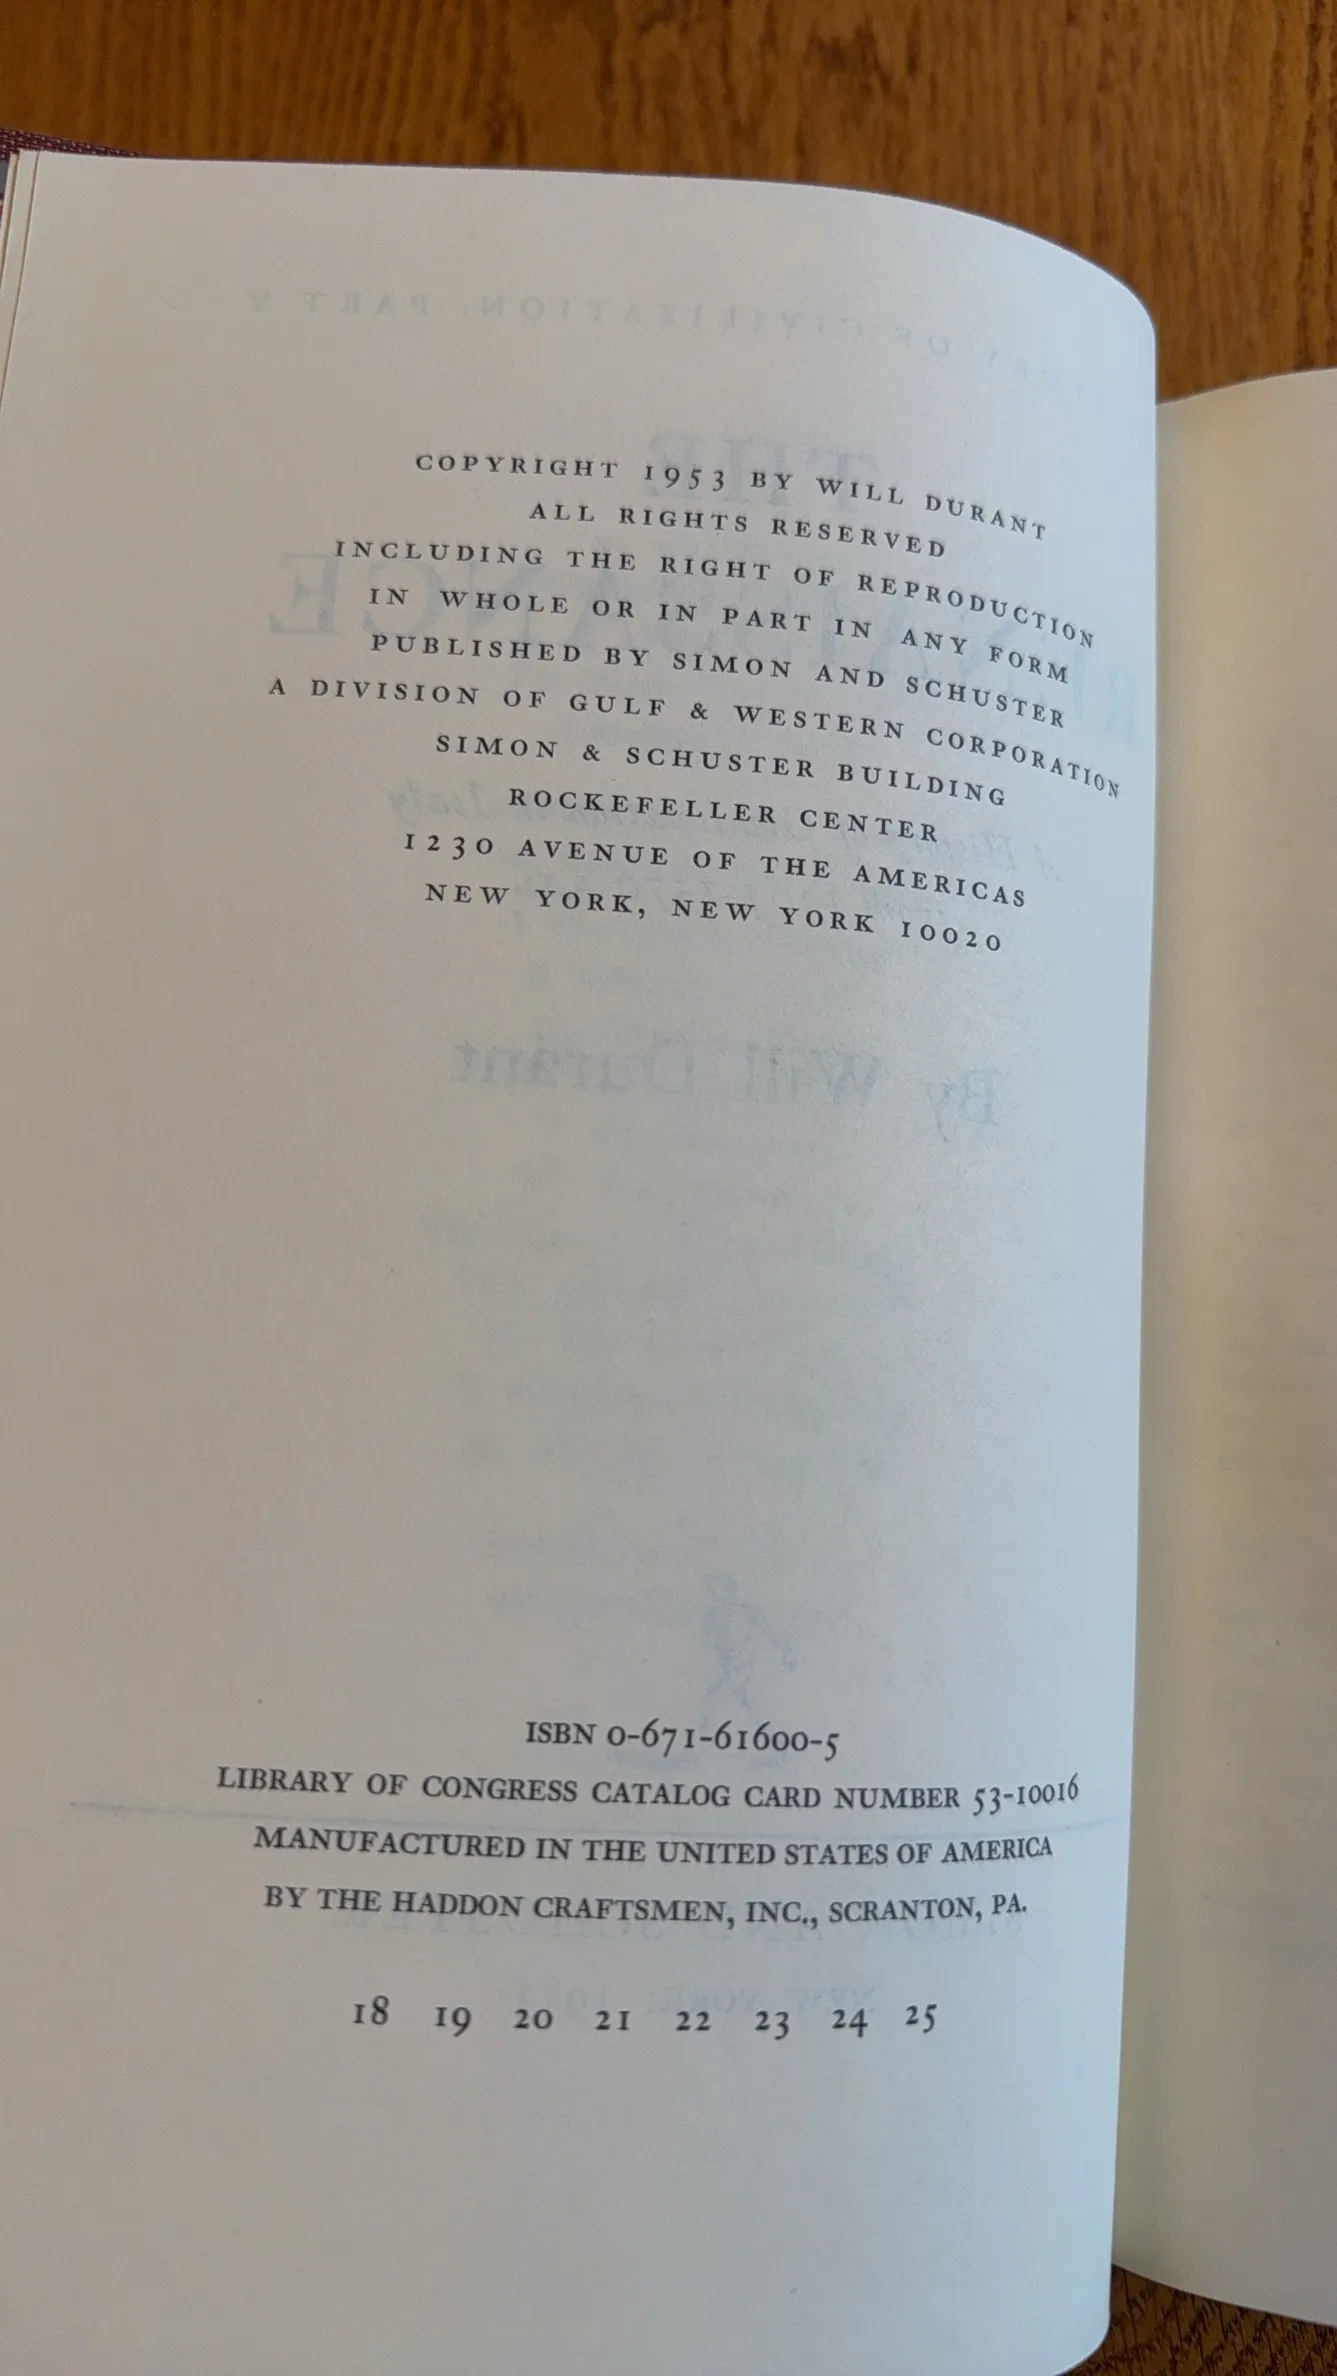 COPYRIGHT 1953 BY WILL DURANT
ALL RIGHTS RESERVED
INCLUDING THE RIGHT OF REPRODUCTION
IN WHOLE OR IN PART IN ANY FORM
PUBLISHED BY SIMON AND SCHUSTER
A DIVISION OF GULF & WESTERN CORPORATION
SIMON & SCHUSTER BUILDING
ROCKEFELLER CENTER
1230 AVENUE OF THE AMERICAS
NEW YORK, NEW YORK 10020
ISBN 0-671-61600-5
LIBRARY OF CONGRESS CATALOG CARD NUMBER 53-10016
MANUFACTURED IN THE UNITED STATES OF AMERICA
BY THE HADDON CRAFTSMEN, INC., SCRANTON, PA.
18 19 20 21 22 23 24 25